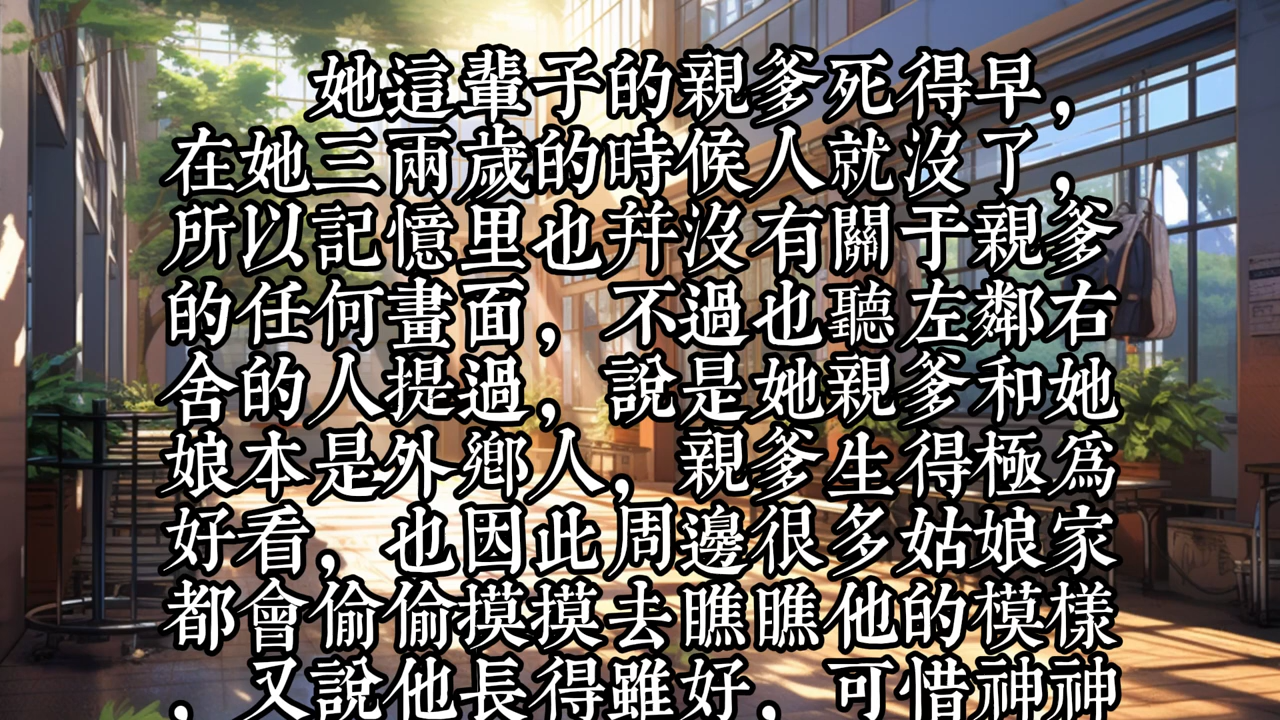 她這輩子的親爹死得早，
在她三兩歲的時候人就沒了，
所以記憶里也并沒有關于親爹
的任何畫面，不過也聽左鄰右
舍的人提過，說是她親爹和她
娘本是外鄉人，親爹生得極爲
好看，也因此周邊很多姑娘家
都會偷偷摸摸去瞧瞧他的模樣
，又說他長得雖好，可惜神神